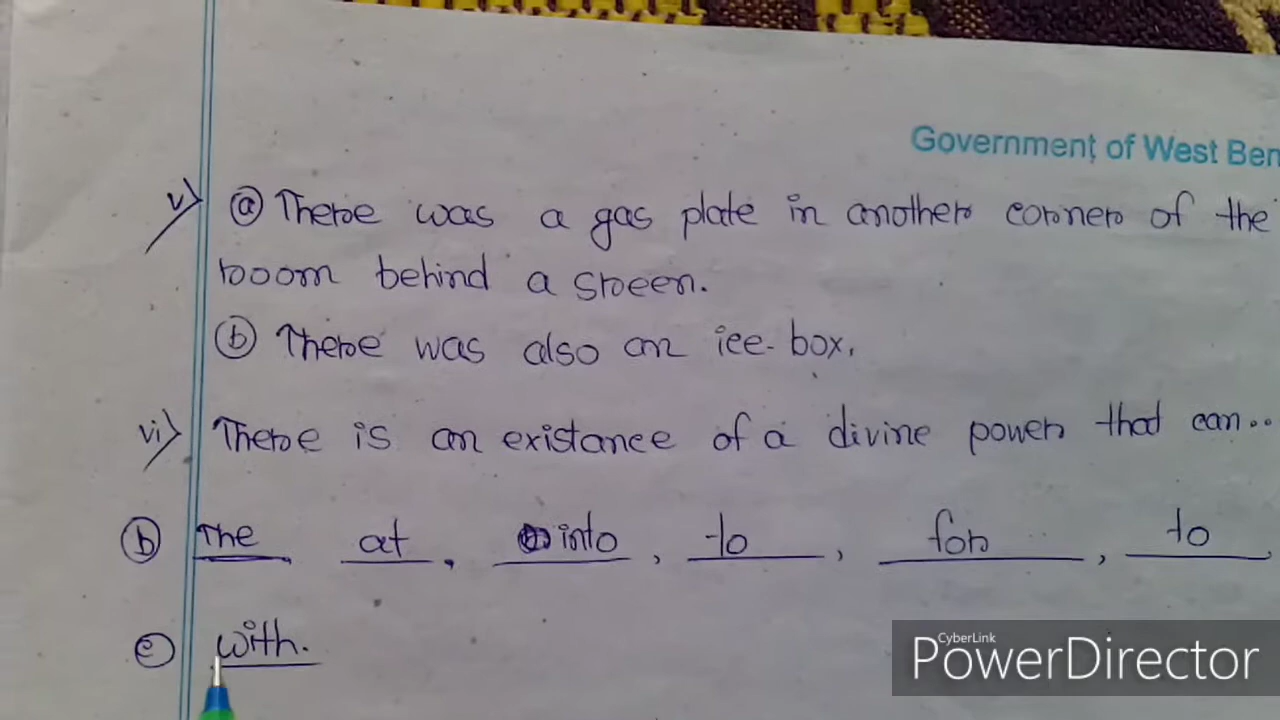 Government of West Ben
v) (a) There was a gas plate in another corner of the
room behind a sreen.
(b) There was also an ice-box.
vi) There is an existance of a divine power that can..
(b) The at, into, to, for, to
(c) with.
CyberLink
PowerDirector